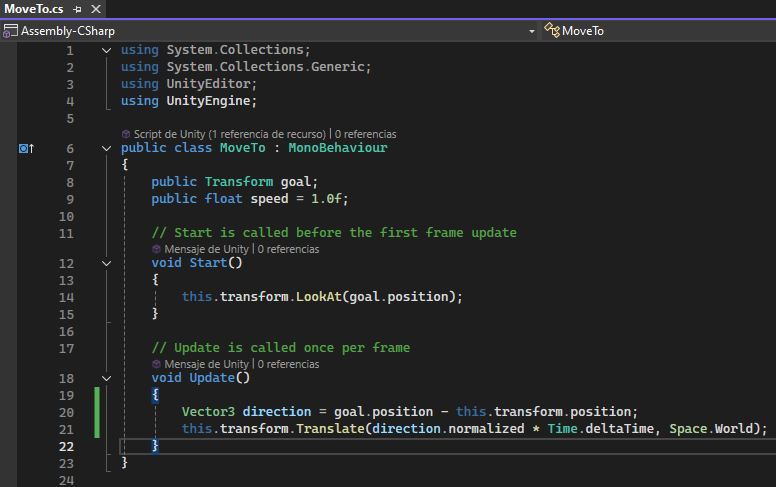 MoveTo.cs
Assembly-CSharp MoveTo
1 using System.Collections;
2 using System.Collections.Generic;
3 using UnityEditor;
4 using UnityEngine;
5
Script de Unity (1 referencia de recurso) | 0 referencias
6 public class MoveTo : MonoBehaviour
7 {
8 public Transform goal;
9 public float speed = 1.0f;
10
11 // Start is called before the first frame update
Mensaje de Unity | 0 referencias
12 void Start()
13 {
14 this.transform.LookAt(goal.position);
15 }
16
17 // Update is called once per frame
Mensaje de Unity | 0 referencias
18 void Update()
19 {
20 Vector3 direction = goal.position - this.transform.position;
21 this.transform.Translate(direction.normalized * Time.deltaTime, Space.World);
22 }
23 }
24